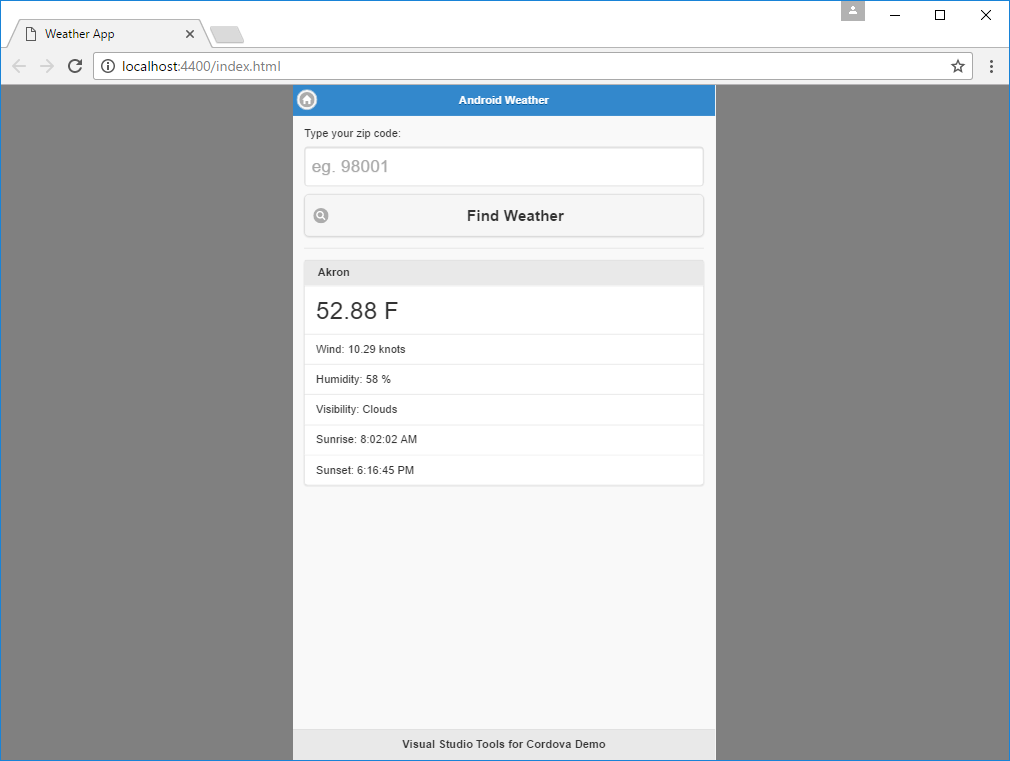 Weather App
localhost:4400/index.html
Android Weather
Type your zip code:
eg. 98001
Find Weather
Akron
52.88 F
Wind: 10.29 knots
Humidity: 58 %
Visibility: Clouds
Sunrise: 8:02:02 AM
Sunset: 6:16:45 PM
Visual Studio Tools for Cordova Demo